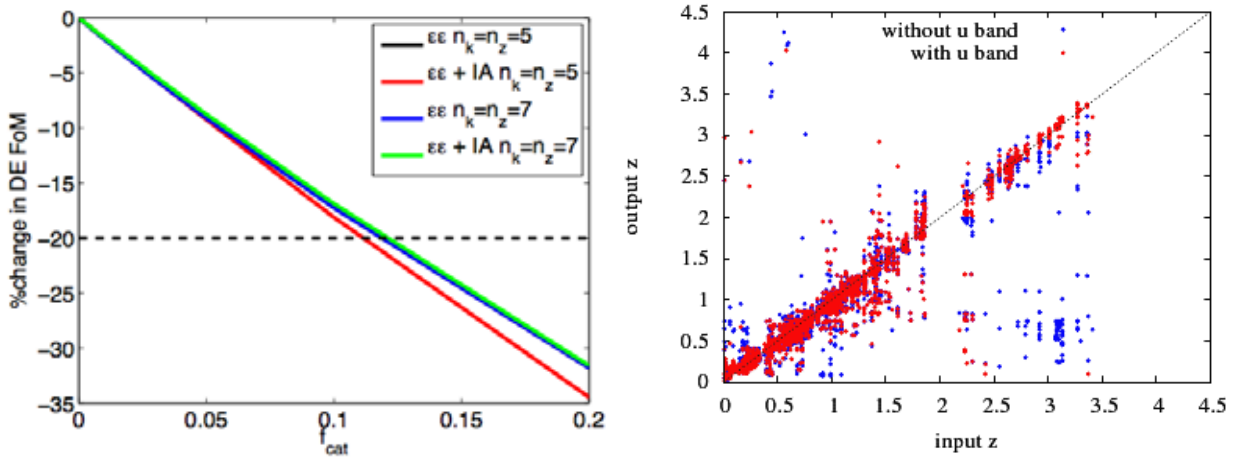 0
−5
−10
−15
−20
−25
−30
−35
%change in DE FoM
εε n_k=n_z=5
εε + IA n_k=n_z=5
εε n_k=n_z=7
εε + IA n_k=n_z=7
0 0.05 0.1 0.15 0.2
f_cat
4.5
4
3.5
3
2.5
2
1.5
1
0.5
0
output z
without u band
with u band
0 0.5 1 1.5 2 2.5 3 3.5 4 4.5
input z